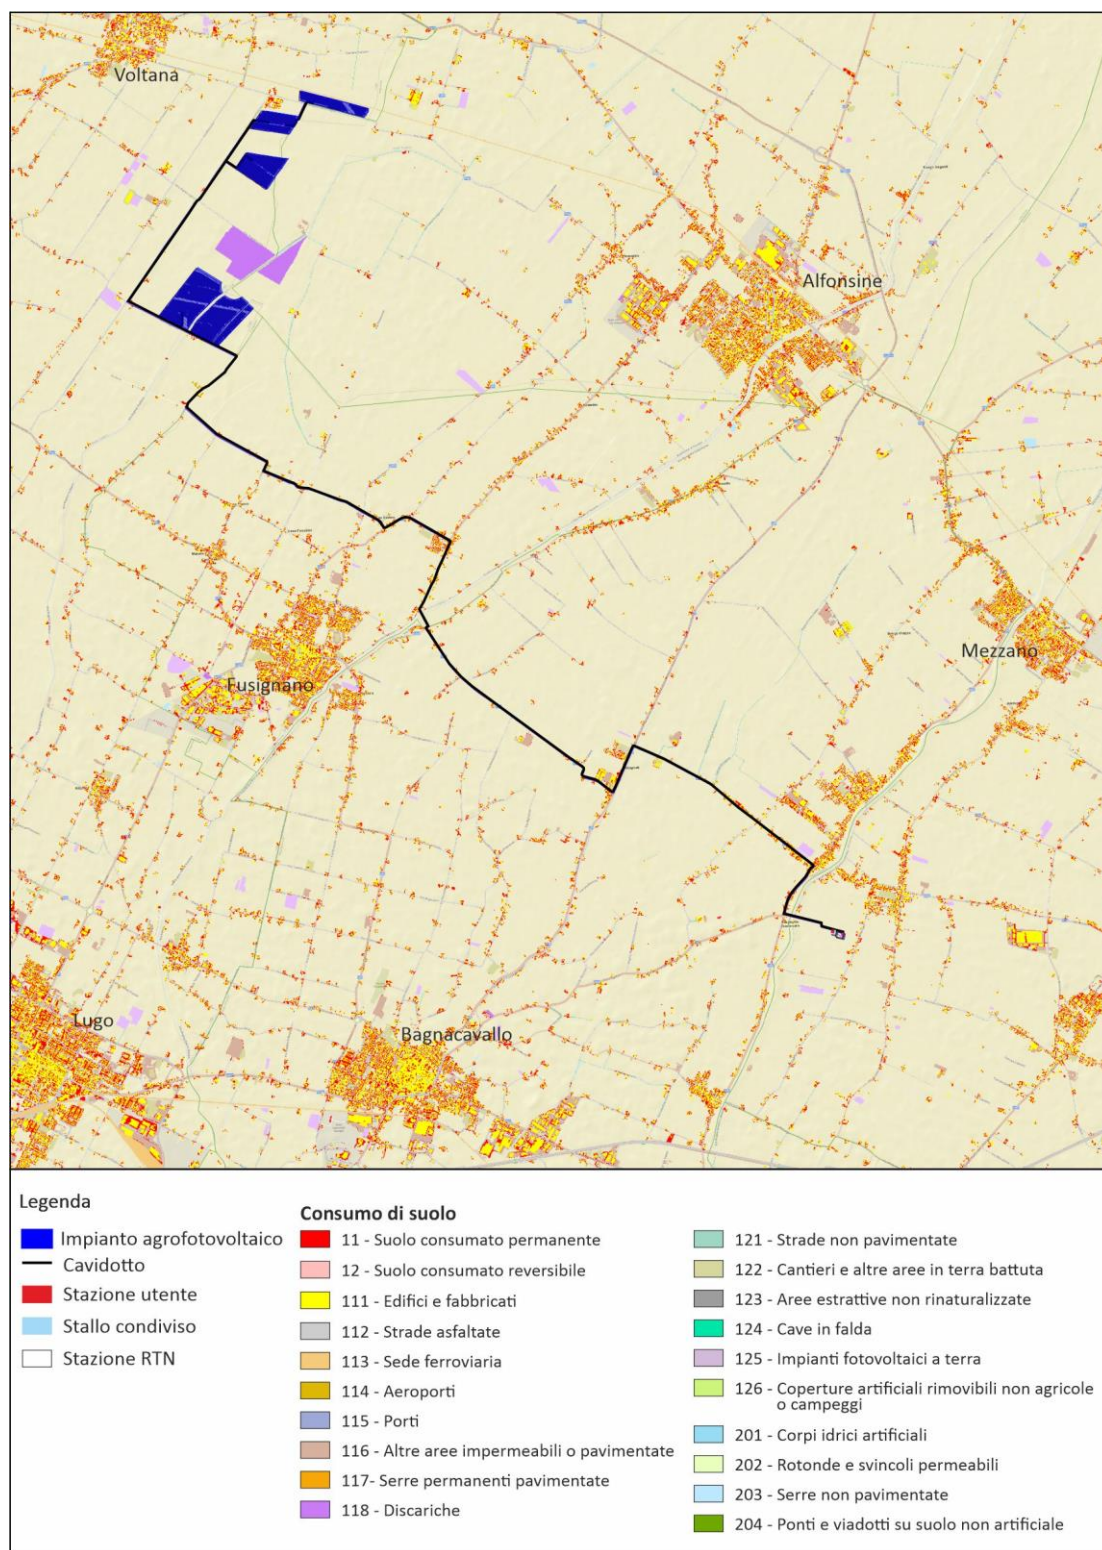 Voltana
Alfonsine
Mezzano
Fusignano
Lugo
Bagnacavallo
Legenda
Impianto agrofotovoltaico
Cavidotto
Stazione utente
Stallo condiviso
Stazione RTN
Consumo di suolo
11 - Suolo consumato permanente
12 - Suolo consumato reversibile
111 - Edifici e fabbricati
112 - Strade asfaltate
113 - Sede ferroviaria
114 - Aeroporti
115 - Porti
116 - Altre aree impermeabili o pavimentate
117- Serre permanenti pavimentate
118 - Discariche
121 - Strade non pavimentate
122 - Cantieri e altre aree in terra battuta
123 - Aree estrattive non rinaturalizzate
124 - Cave in falda
125 - Impianti fotovoltaici a terra
126 - Coperture artificiali rimovibili non agricole
o campeggi
201 - Corpi idrici artificiali
202 - Rotonde e svincoli permeabili
203 - Serre non pavimentate
204 - Ponti e viadotti su suolo non artificiale